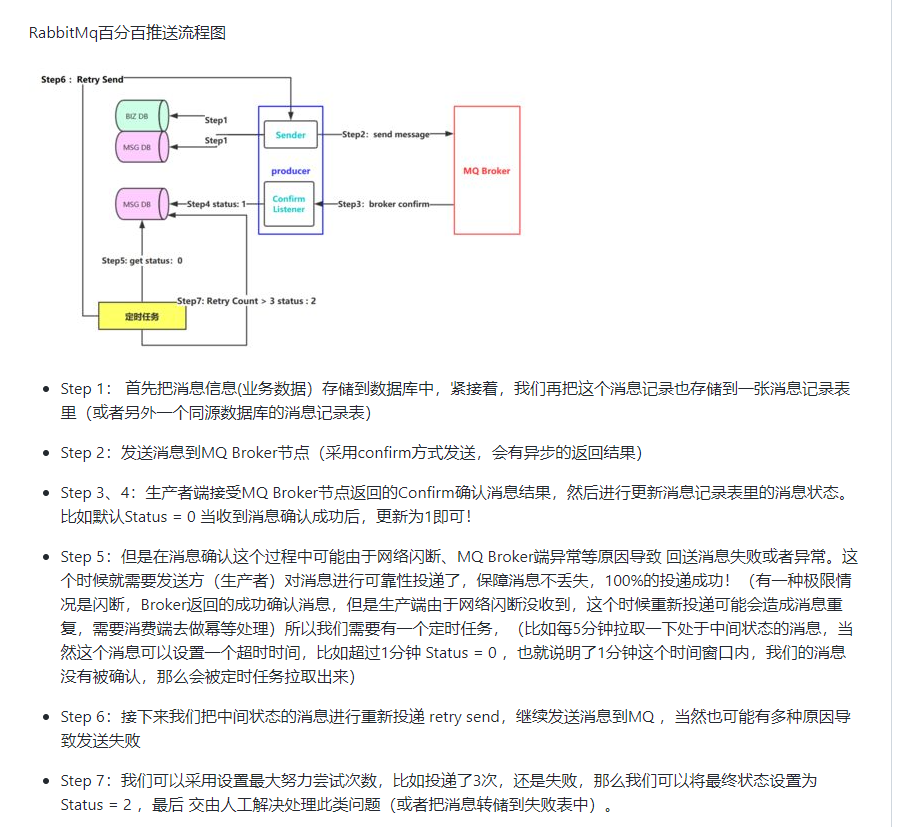 RabbitMq百分百推送流程图
Step6 : Retry Send
BIZ DB
Step1
MSG DB
Step1
Sender
Step2: send message
producer
MQ Broker
MSG DB
Step4 status: 1
Confirm
Listener
Step3: broker confirm
Step5: get status: 0
Step7: Retry Count > 3 status : 2
定时任务
Step 1： 首先把消息信息(业务数据）存储到数据库中，紧接着，我们再把这个消息记录也存储到一张消息记录表
里（或者另外一个同源数据库的消息记录表）
Step 2：发送消息到MQ Broker节点（采用confirm方式发送，会有异步的返回结果）
Step 3、4：生产者端接受MQ Broker节点返回的Confirm确认消息结果，然后进行更新消息记录表里的消息状态。
比如默认Status = 0 当收到消息确认成功后，更新为1即可！
Step 5：但是在消息确认这个过程中可能由于网络闪断、MQ Broker端异常等原因导致 回送消息失败或者异常。这
个时候就需要发送方（生产者）对消息进行可靠性投递了，保障消息不丢失，100%的投递成功！（有一种极限情
况是闪断，Broker返回的成功确认消息，但是生产端由于网络闪断没收到，这个时候重新投递可能会造成消息重
复，需要消费端去做幂等处理）所以我们需要有一个定时任务，（比如每5分钟拉取一下处于中间状态的消息，当
然这个消息可以设置一个超时时间，比如超过1分钟 Status = 0 ，也就说明了1分钟这个时间窗口内，我们的消息
没有被确认，那么会被定时任务拉取出来）
Step 6：接下来我们把中间状态的消息进行重新投递 retry send，继续发送消息到MQ ，当然也可能有多种原因导
致发送失败
Step 7：我们可以采用设置最大努力尝试次数，比如投递了3次，还是失败，那么我们可以将最终状态设置为
Status = 2 ，最后 交由人工解决处理此类问题（或者把消息转储到失败表中）。